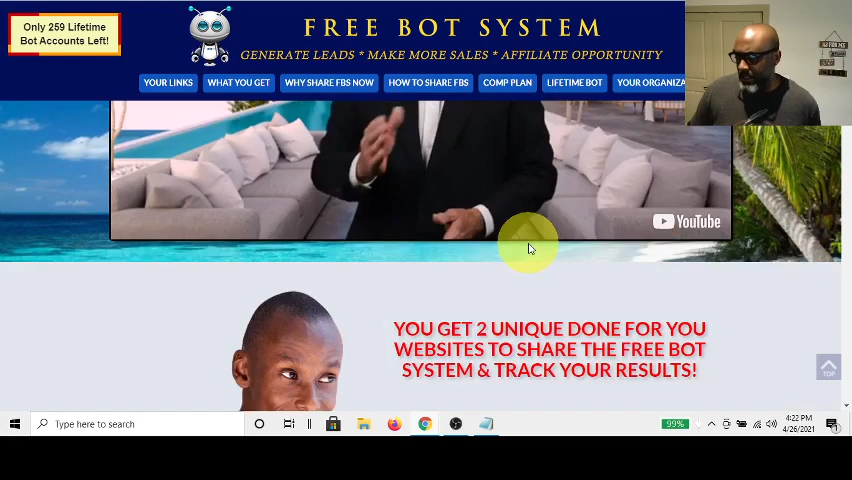 Only 259 Lifetime
Bot Accounts Left!
FREE BOT SYSTEM
GENERATE LEADS * MAKE MORE SALES * AFFILIATE OPPORTUNITY
YOUR LINKS
WHAT YOU GET
WHY SHARE FBS NOW
HOW TO SHARE FBS
COMP PLAN
LIFETIME BOT
YOUR ORGANIZA
YouTube
YOU GET 2 UNIQUE DONE FOR YOU
WEBSITES TO SHARE THE FREE BOT
SYSTEM & TRACK YOUR RESULTS!
TOP
Type here to search
99%
4:22 PM
4/26/2021